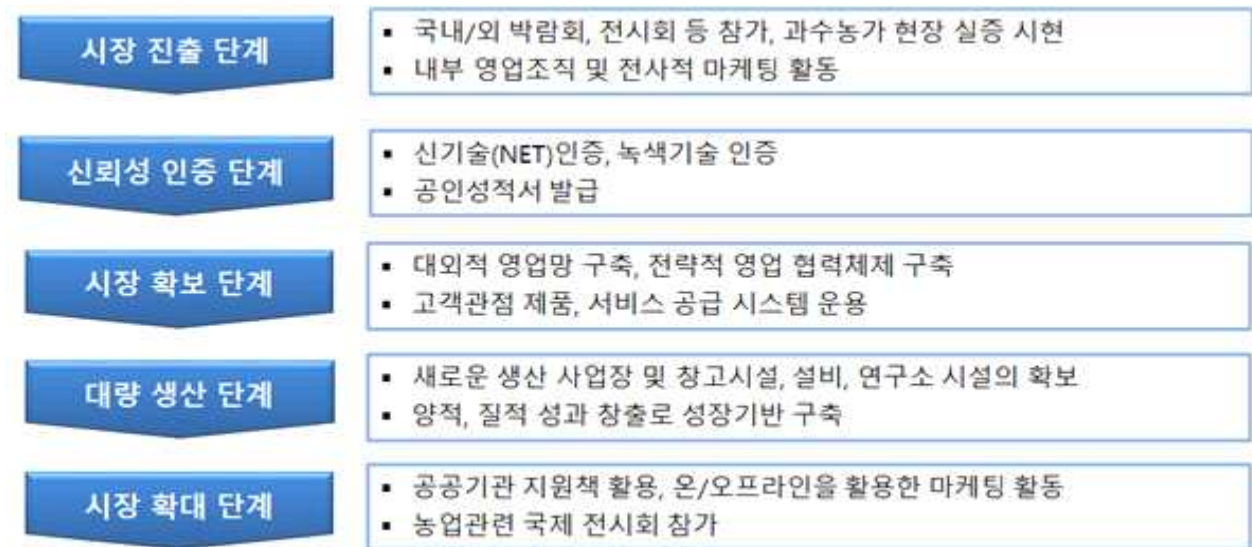 시장 진출 단계
▪ 국내/외 박람회, 전시회 등 참가, 과수농가 현장 실증 시현
▪ 내부 영업조직 및 전사적 마케팅 활동
신뢰성 인증 단계
▪ 신기술(NET)인증, 녹색기술 인증
▪ 공인성적서 발급
시장 확보 단계
▪ 대외적 영업망 구축, 전략적 영업 협력체제 구축
▪ 고객관점 제품, 서비스 공급 시스템 운용
대량 생산 단계
▪ 새로운 생산 사업장 및 창고시설, 설비, 연구소 시설의 확보
▪ 양적, 질적 성과 창출로 성장기반 구축
시장 확대 단계
▪ 공공기관 지원책 활용, 온/오프라인을 활용한 마케팅 활동
▪ 농업관련 국제 전시회 참가